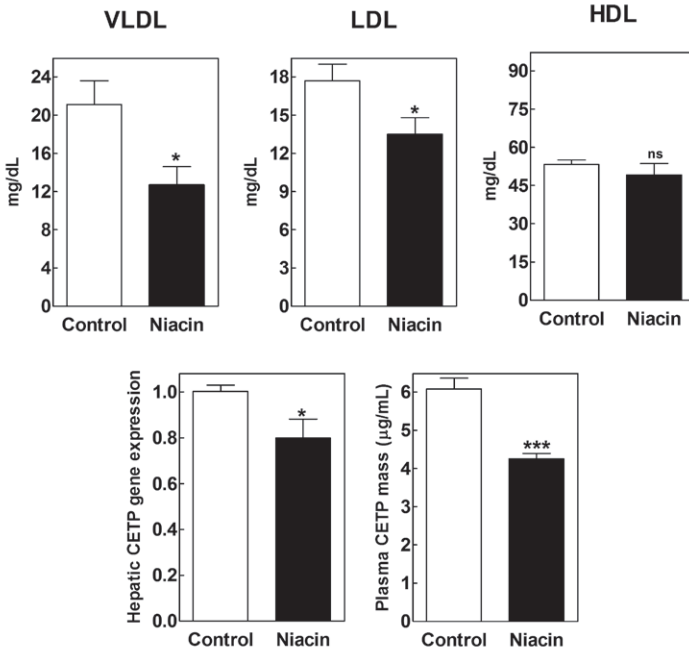 VLDL
LDL
HDL
mg/dL
24
20
16
12
8
4
0
*
Control Niacin
mg/dL
18
15
12
9
6
3
0
*
Control Niacin
mg/dL
90
75
60
45
30
15
0
ns
Control Niacin
Hepatic CETP gene expression
1.0
0.8
0.6
0.4
0.2
0.0
*
Control Niacin
Plasma CETP mass (μg/mL)
6
5
4
3
2
1
0
***
Control Niacin